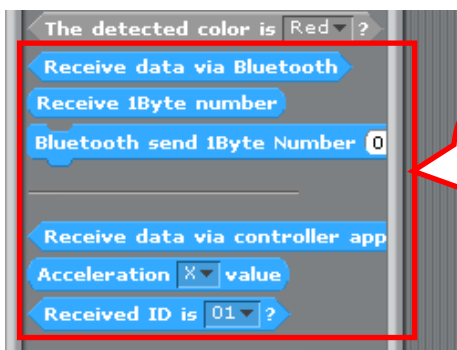 The detected color is Red ?
Receive data via Bluetooth
Receive 1Byte number
Bluetooth send 1Byte Number 0
Receive data via controller app
Acceleration X value
Received ID is 01 ?